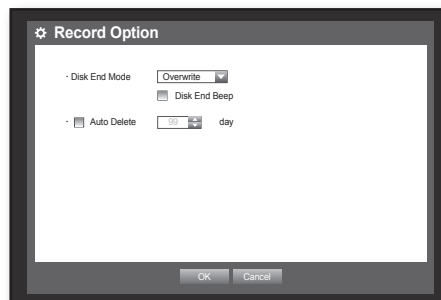 Record Option
· Disk End Mode Overwrite
Disk End Beep
· Auto Delete 99 day
OK Cancel